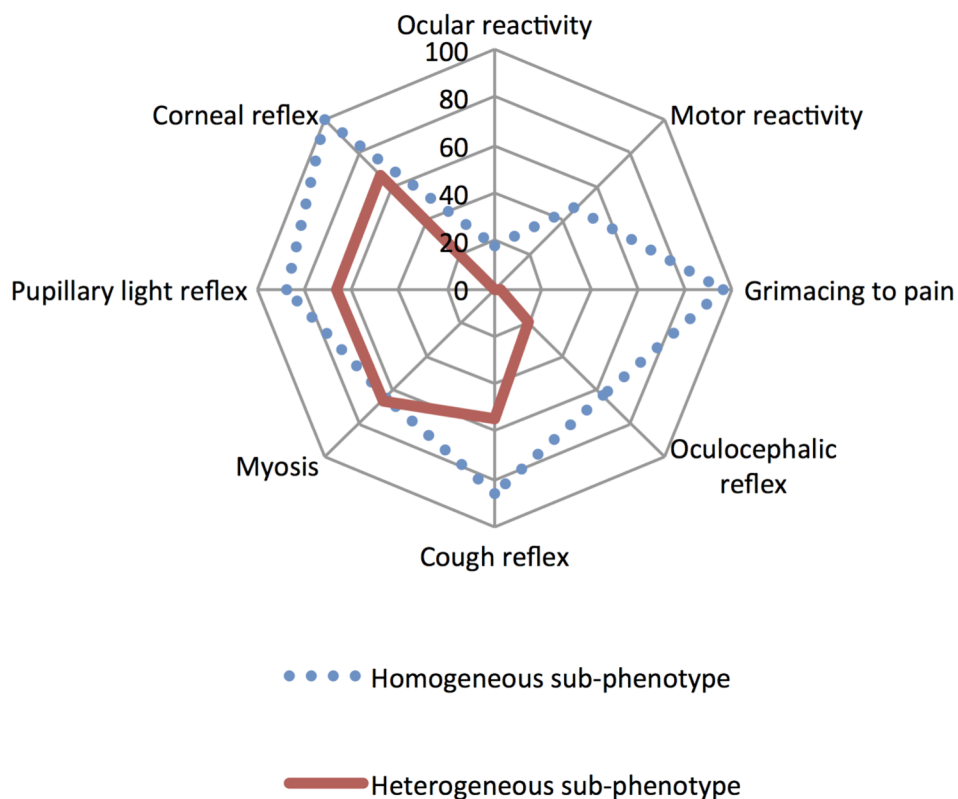 Ocular reactivity
100
80
60
40
20
0
Corneal reflex
Motor reactivity
Pupillary light reflex
Grimacing to pain
Myosis
Oculocephalic
reflex
Cough reflex
Homogeneous sub-phenotype
Heterogeneous sub-phenotype